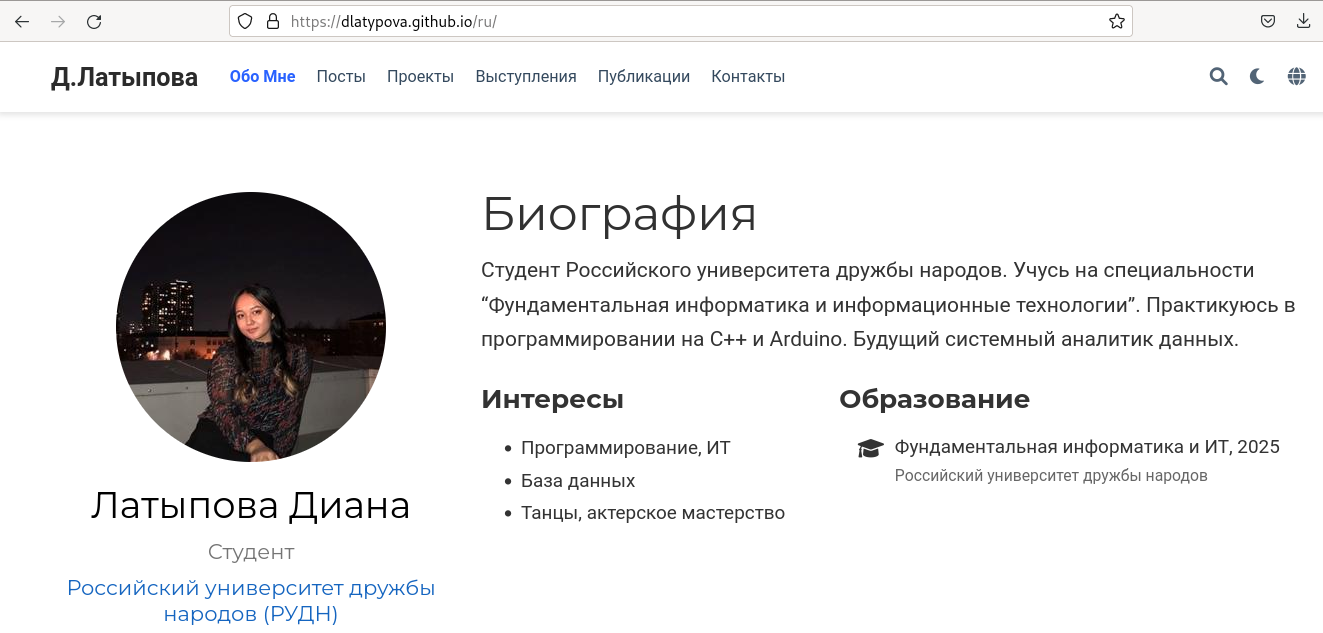 https://dlatypova.github.io/ru/
Д.Латыпова Обо Мне Посты Проекты Выступления Публикации Контакты
Биография
Студент Российского университета дружбы народов. Учусь на специальности
“Фундаментальная информатика и информационные технологии”. Практикуюсь в
программировании на C++ и Arduino. Будущий системный аналитик данных.
Интересы
• Программирование, ИТ
• База данных
• Танцы, актерское мастерство
Образование
Фундаментальная информатика и ИТ, 2025
Российский университет дружбы народов
Латыпова Диана
Студент
Российский университет дружбы
народов (РУДН)